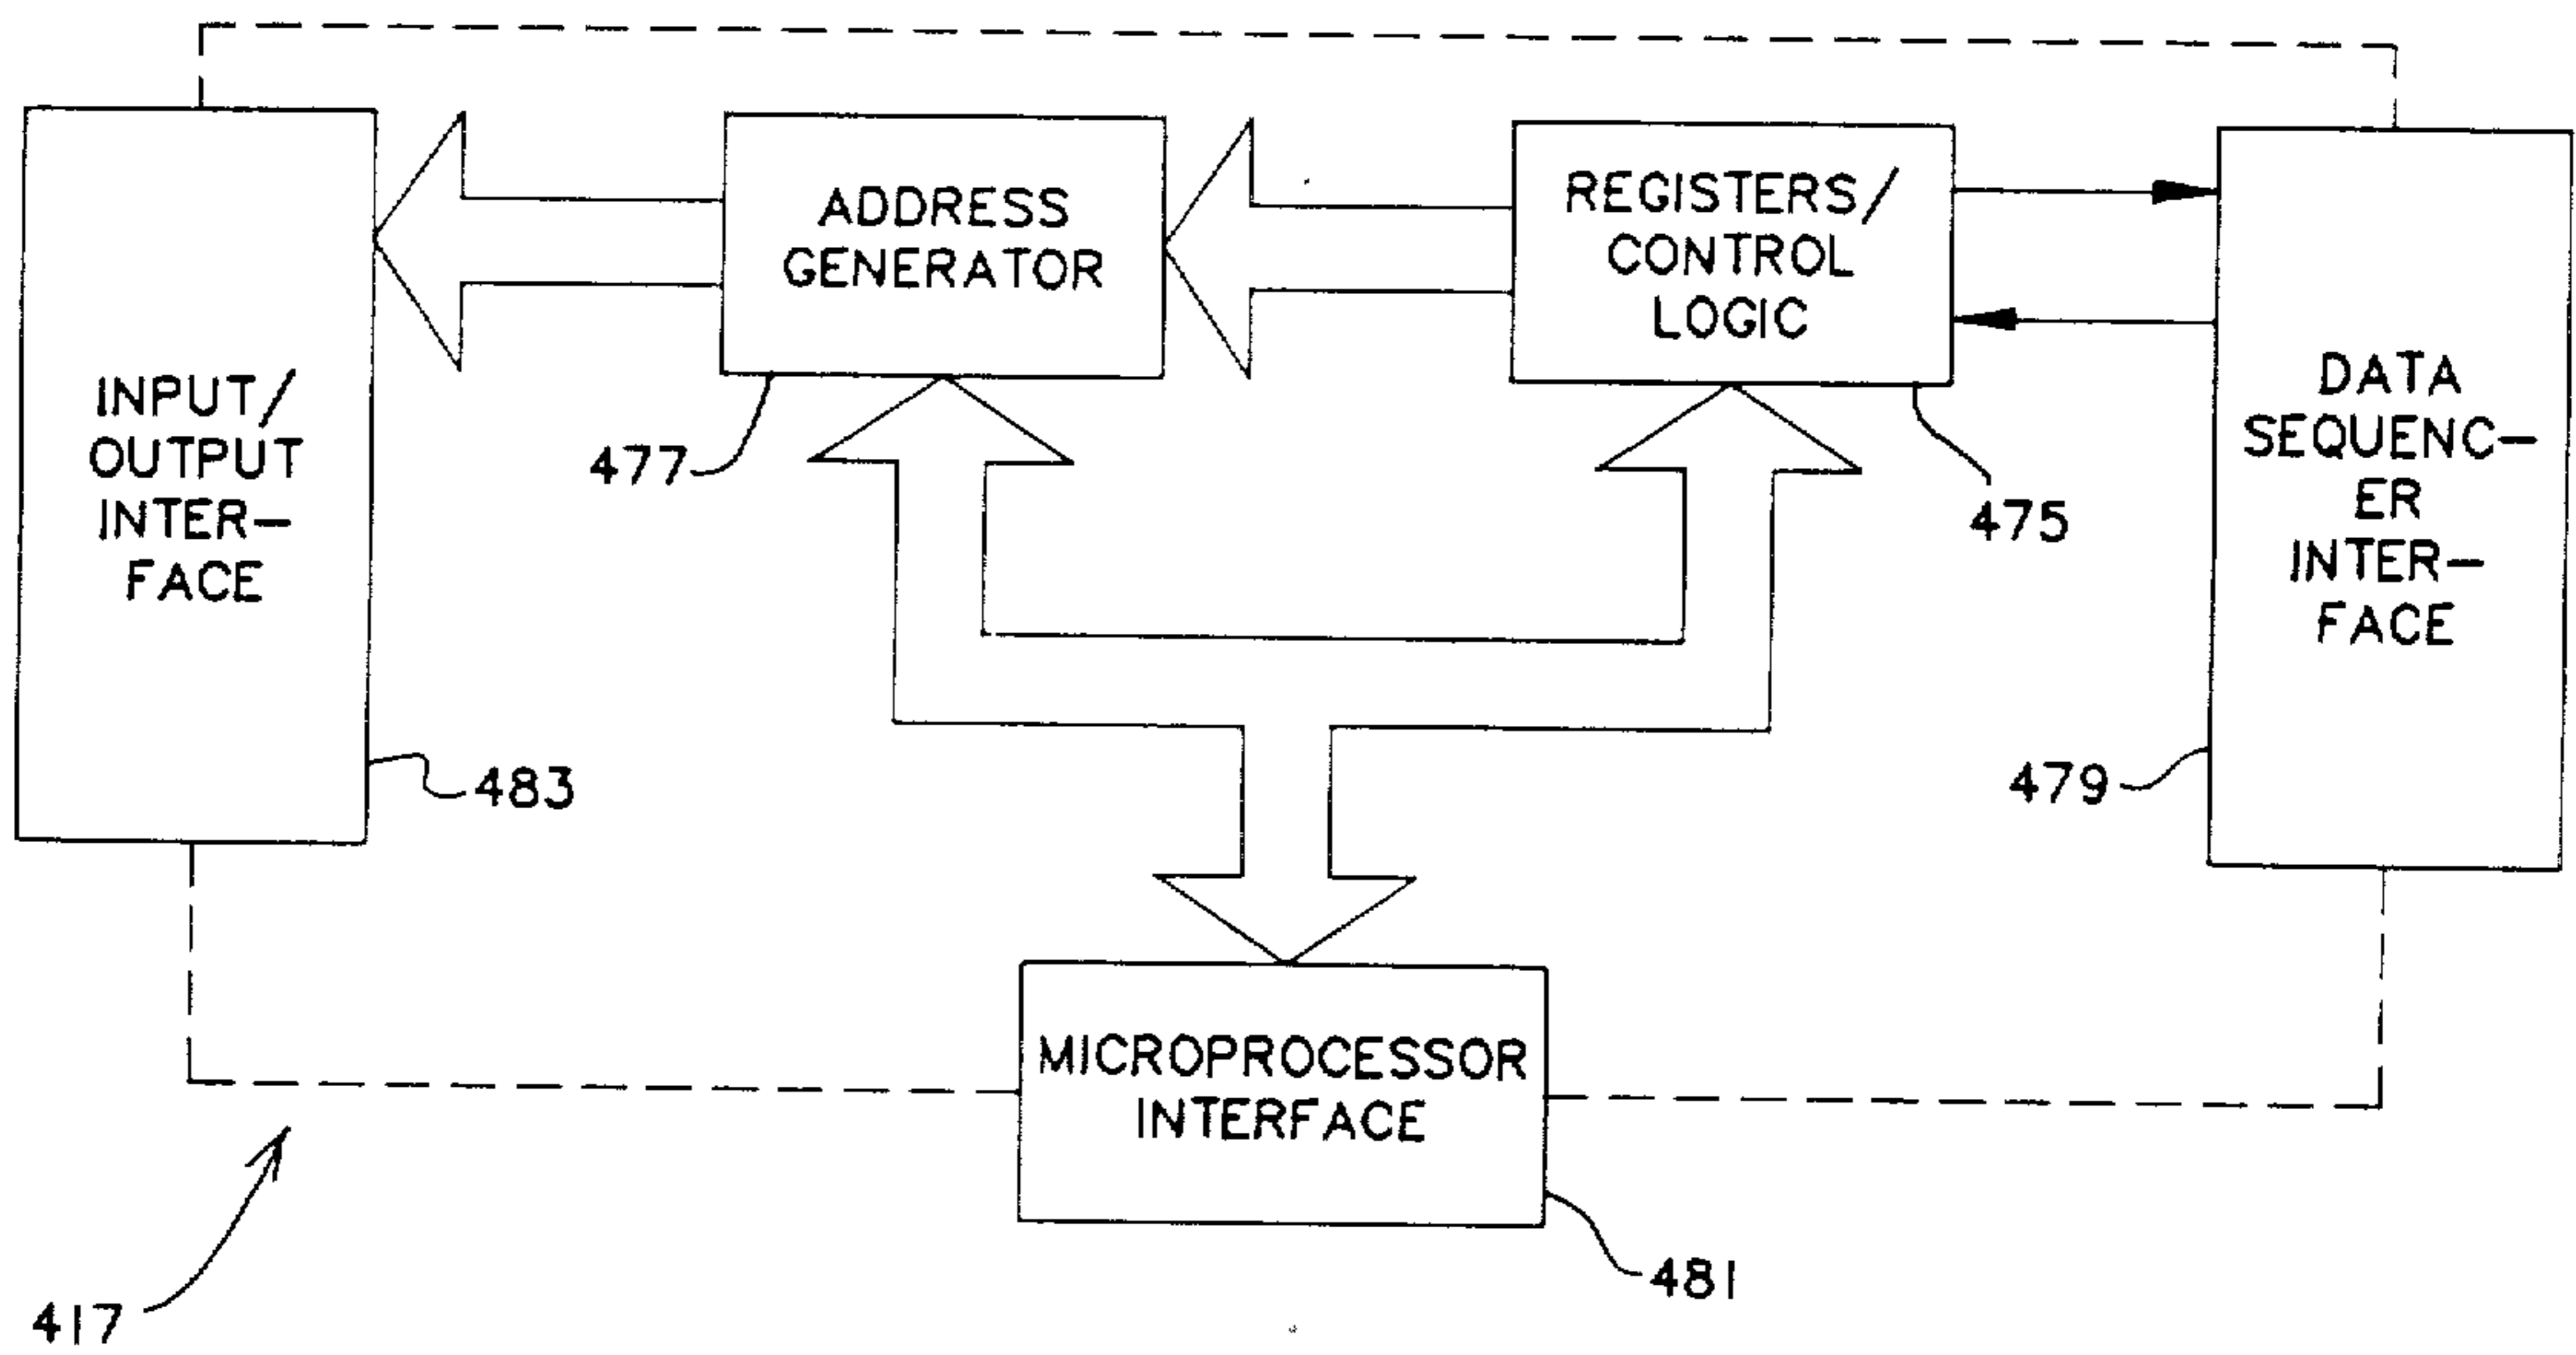 INPUT/
OUTPUT
INTER-
FACE
483
ADDRESS
GENERATOR
477
REGISTERS/
CONTROL
LOGIC
475
DATA
SEQUENC-
ER
INTER-
FACE
479
MICROPROCESSOR
INTERFACE
481
417